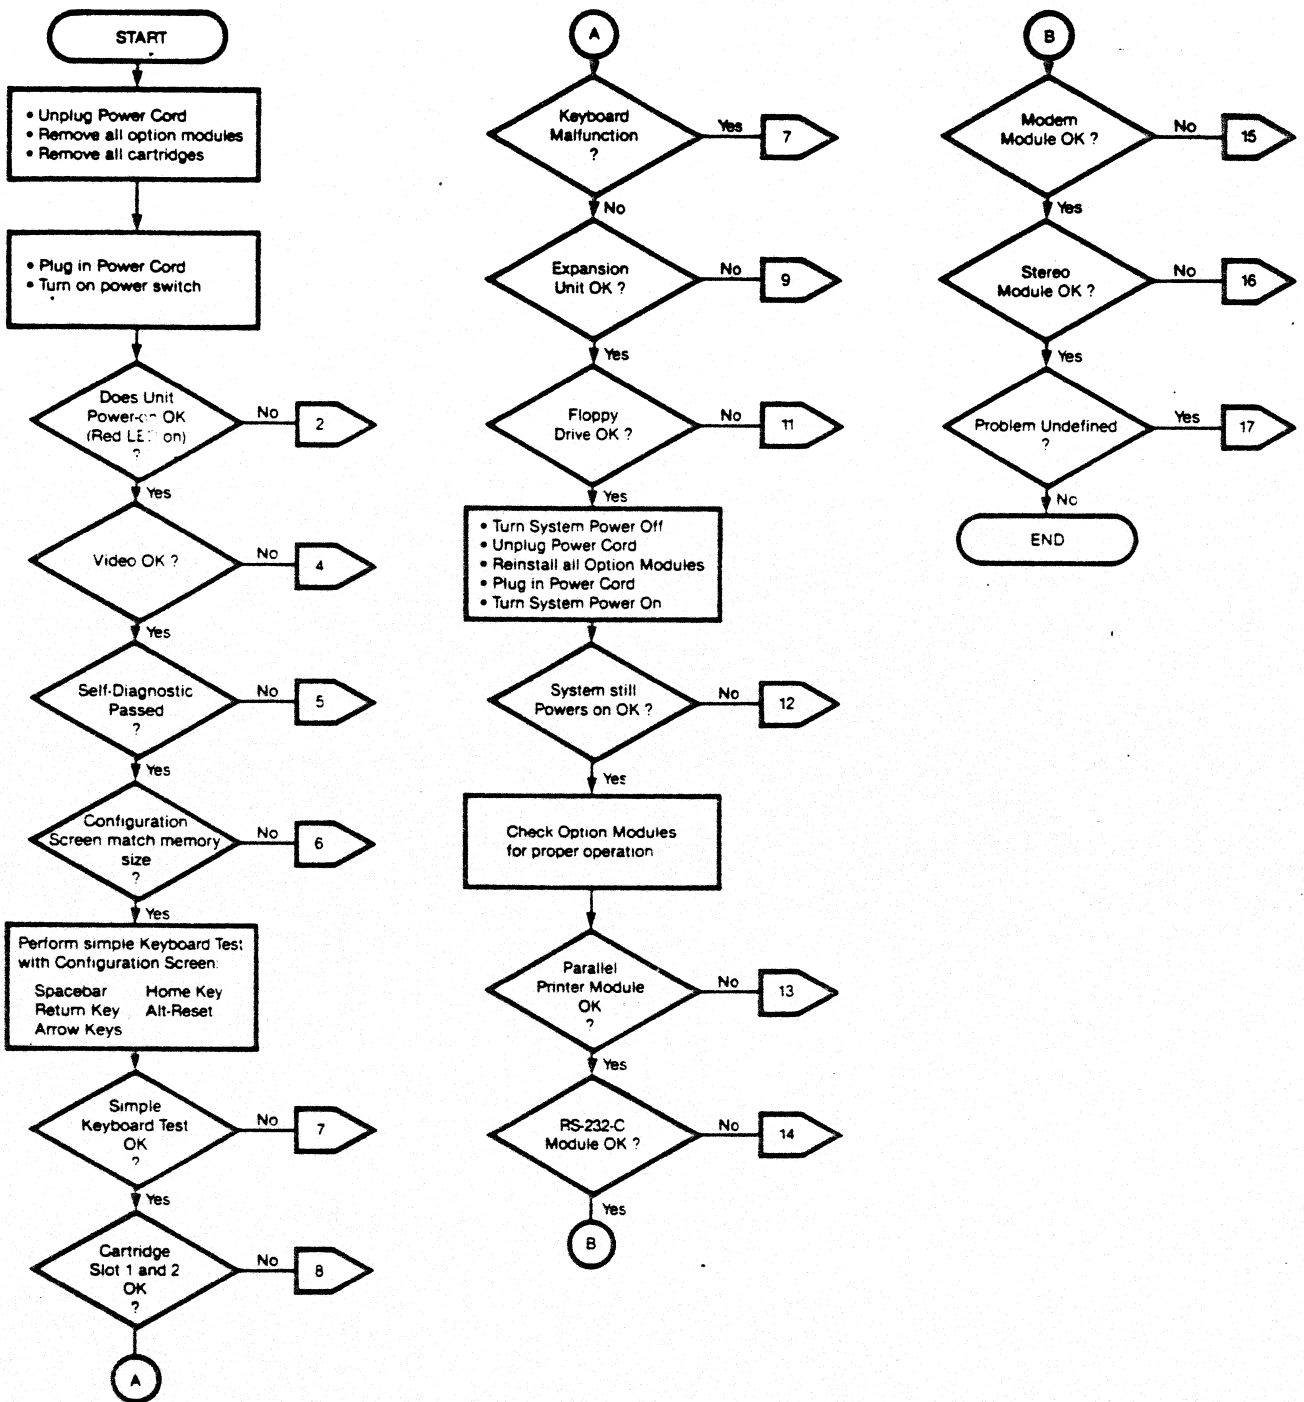 START
• Unplug Power Cord
• Remove all option modules
• Remove all cartridges
• Plug in Power Cord
• Turn on power switch
Does Unit
Power-on OK
(Red LED on)
?
No
2
Yes
Video OK ?
No
4
Yes
Self-Diagnostic
Passed
?
No
5
Yes
Configuration
Screen match memory
size
?
No
6
Yes
Perform simple Keyboard Test
with Configuration Screen:
Spacebar Home Key
Return Key Alt-Reset
Arrow Keys
Simple
Keyboard Test
OK
?
No
7
Yes
Cartridge
Slot 1 and 2
OK
?
No
8
A
A
Keyboard
Malfunction
?
Yes
7
No
Expansion
Unit OK ?
No
9
Yes
Floppy
Drive OK ?
No
11
Yes
• Turn System Power Off
• Unplug Power Cord
• Reinstall all Option Modules
• Plug in Power Cord
• Turn System Power On
System still
Powers on OK ?
No
12
Yes
Check Option Modules
for proper operation
Parallel
Printer Module
OK
?
No
13
Yes
RS-232-C
Module OK ?
No
14
Yes
B
B
Modem
Module OK ?
No
15
Yes
Stereo
Module OK ?
No
16
Yes
Problem Undefined
?
Yes
17
No
END